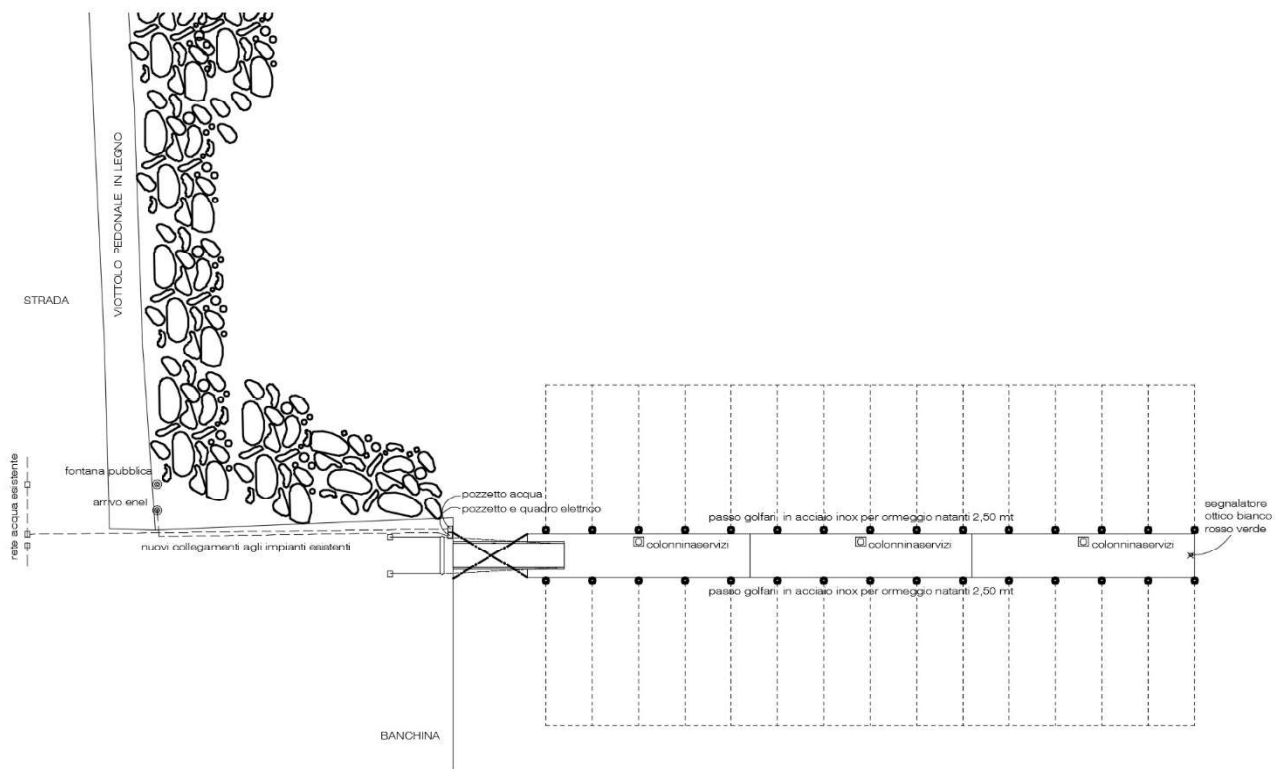 VIOTTOLO PEDONALE IN LEGNO
STRADA
fontana pubblica
arrivo enel
rete acqua esistente
nuovi collegamenti agli impianti esistenti
pozzetto acqua
pozzetto e quadro elettrico
passo golfari in acciaio inox per ormeggio natanti 2,50 mt
colonninaservizi
colonninaservizi
colonninaservizi
segnalatore
ottico bianco
rosso verde
passo golfari in acciaio inox per ormeggio natanti 2,50 mt
BANCHINA